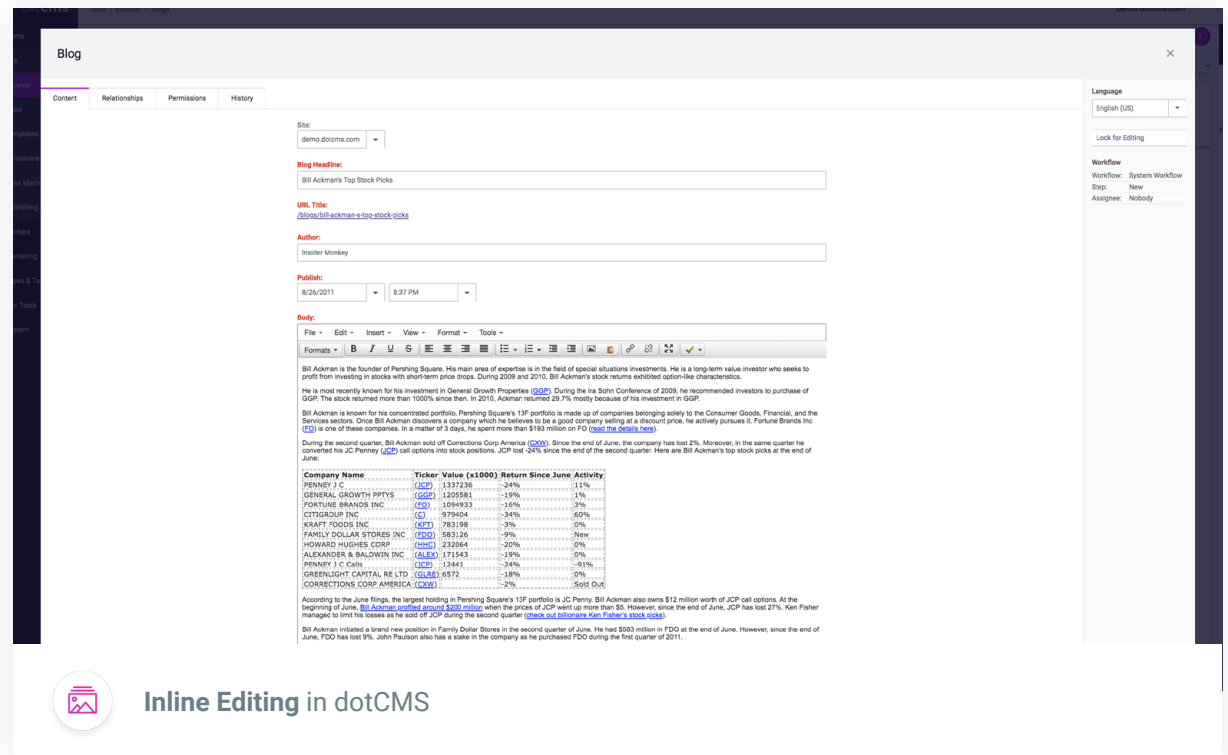 Blog
×
Content Relationships Permissions History
Site:
demo.dotcms.com
Blog Headline:
Bill Ackman's Top Stock Picks
URL Title:
/blogs/bill-ackman-s-top-stock-picks
Author:
Insider Monkey
Publish:
8/26/2011 8:37 PM
Body:
File Edit Insert View Format Tools
Formats B I U S
Bill Ackman is the founder of Pershing Square. His main area of expertise is in the field of special situations investments. He is a long-term value investor who seeks to
profit from investing in stocks with short-term price drops. During 2009 and 2010, Bill Ackman's stock returns exhibited option-like characteristics.
He is most recently known for his investment in General Growth Properties (GGP). During the Ira Sohn Conference of 2009, he recommended investors to purchase of
GGP. The stock returned more than 1000% since then. In 2010, Ackman returned 29.7% mostly because of his investment in GGP.
Bill Ackman is known for his concentrated portfolio. Pershing Square's 13F portfolio is made up of companies belonging solely to the Consumer Goods, Financial, and the
Services sectors. Once Bill Ackman discovers a company which he believes to be a good company selling at a discount price, he actively pursues it. Fortune Brands Inc
(FO) is one of these companies. In a matter of 3 days, he spent more than $193 million on FO (read the details here).
During the second quarter, Bill Ackman sold off Corrections Corp America (CXW). Since the end of June, the company has lost 2%. Moreover, in the same quarter he
converted his JC Penney (JCP) call options into stock positions. JCP lost -24% since the end of the second quarter. Here are Bill Ackman's top stock picks at the end of
June:
Company Name Ticker Value (x1000) Return Since June Activity
PENNEY J C (JCP) 1337236 -24% 11%
GENERAL GROWTH PPTYS (GGP) 1205581 -19% 1%
FORTUNE BRANDS INC (FO) 1094933 -16% 3%
CITIGROUP INC (C) 979404 -34% 60%
KRAFT FOODS INC (KFT) 783198 -3% 0%
FAMILY DOLLAR STORES INC (FDO) 583126 -9% New
HOWARD HUGHES CORP (HHC) 232064 -20% 0%
ALEXANDER & BALDWIN INC (ALEX) 171543 -19% 0%
PENNEY J C Calls (JCP) 12441 -24% -91%
GREENLIGHT CAPITAL RE LTD (GLRE) 6572 -18% 0%
CORRECTIONS CORP AMERICA (CXW) -2% Sold Out
According to the June filings, the largest holding in Pershing Square's 13F portfolio is JC Penny. Bill Ackman also owns $12 million worth of JCP call options. At the
beginning of June, Bill Ackman profited around $200 million when the prices of JCP went up more than $5. However, since the end of June, JCP has lost 27%. Ken Fisher
managed to limit his losses as he sold off JCP during the second quarter (check out billionaire Ken Fisher's stock picks).
Bill Ackman initiated a brand new position in Family Dollar Stores in the second quarter of June. He had $583 million in FDO at the end of June. However, since the end of
June, FDO has lost 9%. John Paulson also has a stake in the company as he purchased FDO during the first quarter of 2011.
Language
English (US)
Lock for Editing
Workflow
Workflow: System Workflow
Step: New
Assignee: Nobody
Inline Editing in dotCMS